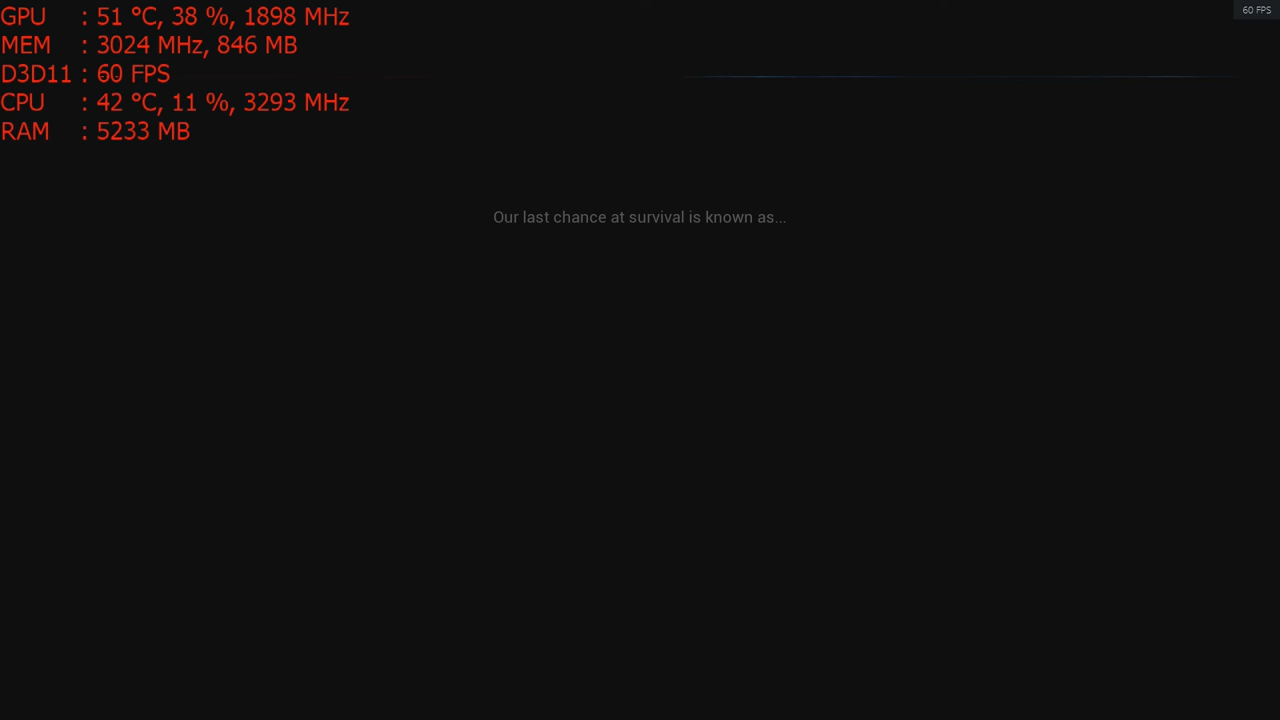 GPU : 51 °C, 38 %, 1898 MHz
60 FPS
MEM : 3024 MHz, 846 MB
D3D11 : 60 FPS
CPU : 42 °C, 11 %, 3293 MHz
RAM : 5233 MB
Our last chance at survival is known as...